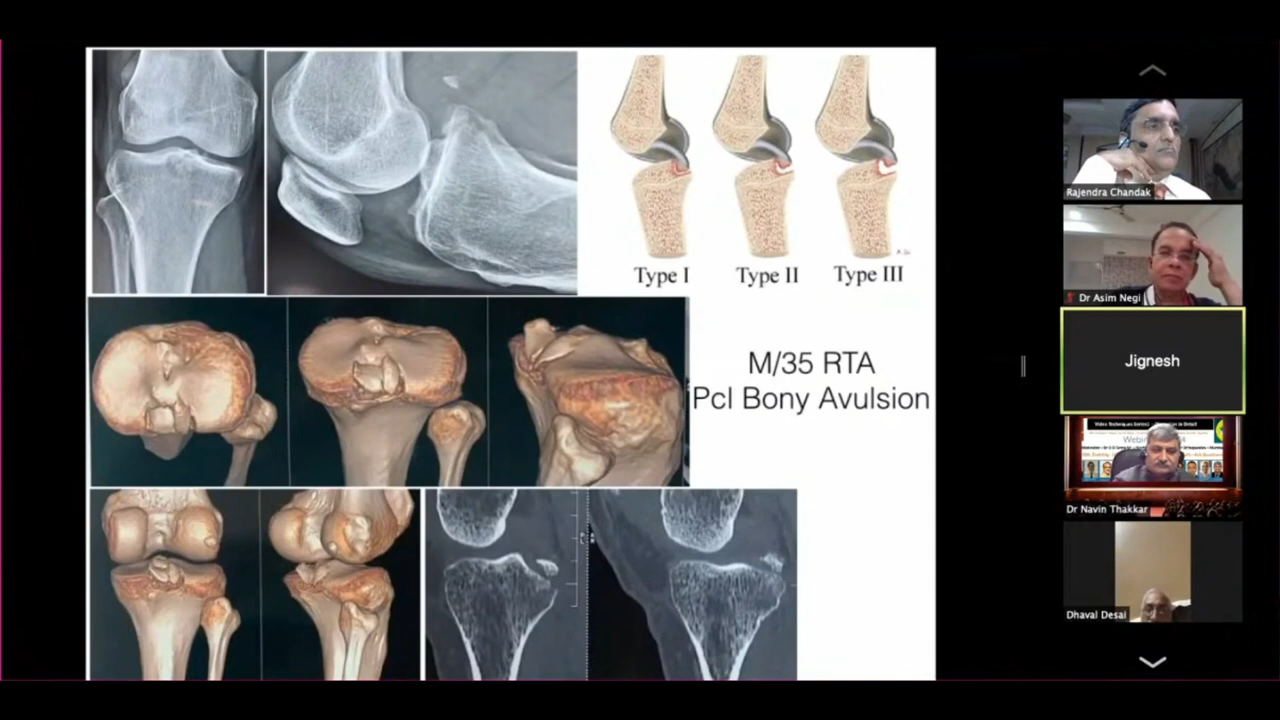 Type I
Type II
Type III
M/35 RTA
Pcl Bony Avulsion
Rajendra Chandak
Dr Asim Negi
Jignesh
Webin
Dr Navin Thakkar
Dhaval Desai